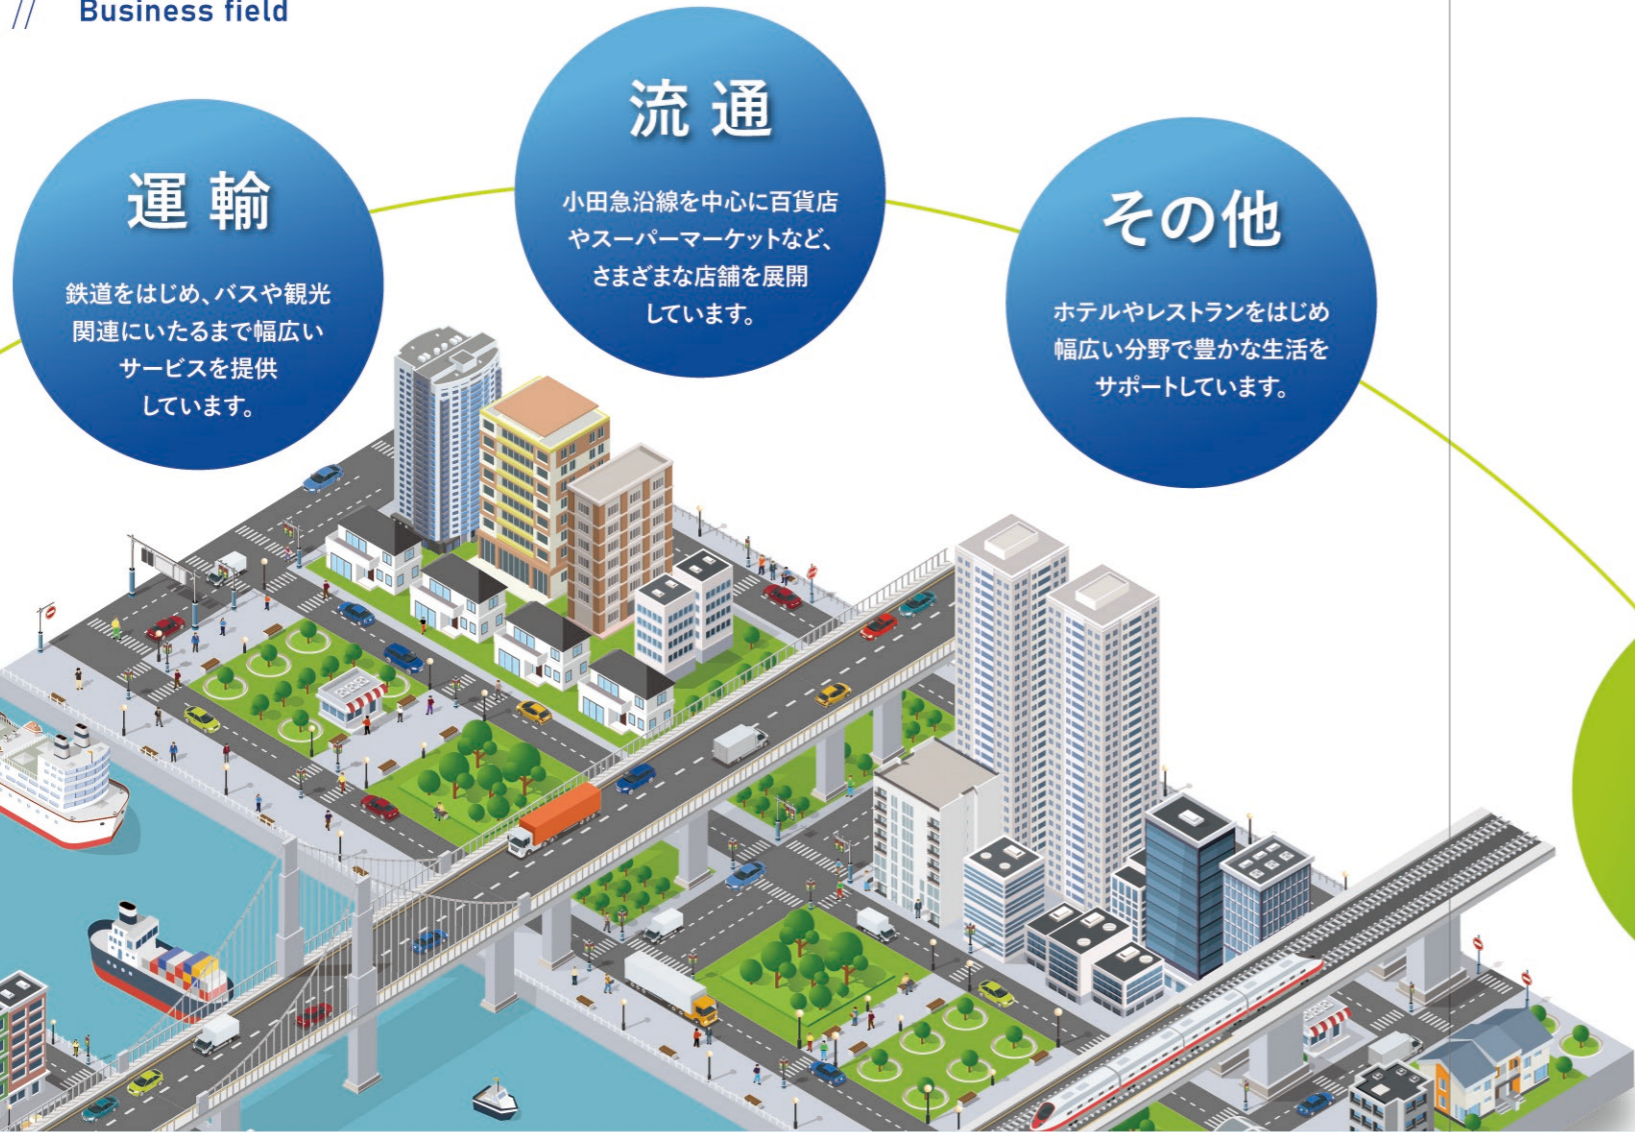 // Business field
運輸
鉄道をはじめ、バスや観光
関連にいたるまで幅広い
サービスを提供
しています。
流通
小田急沿線を中心に百貨店
やスーパーマーケットなど、
さまざまな店舗を展開
しています。
その他
ホテルやレストランをはじめ
幅広い分野で豊かな生活を
サポートしています。